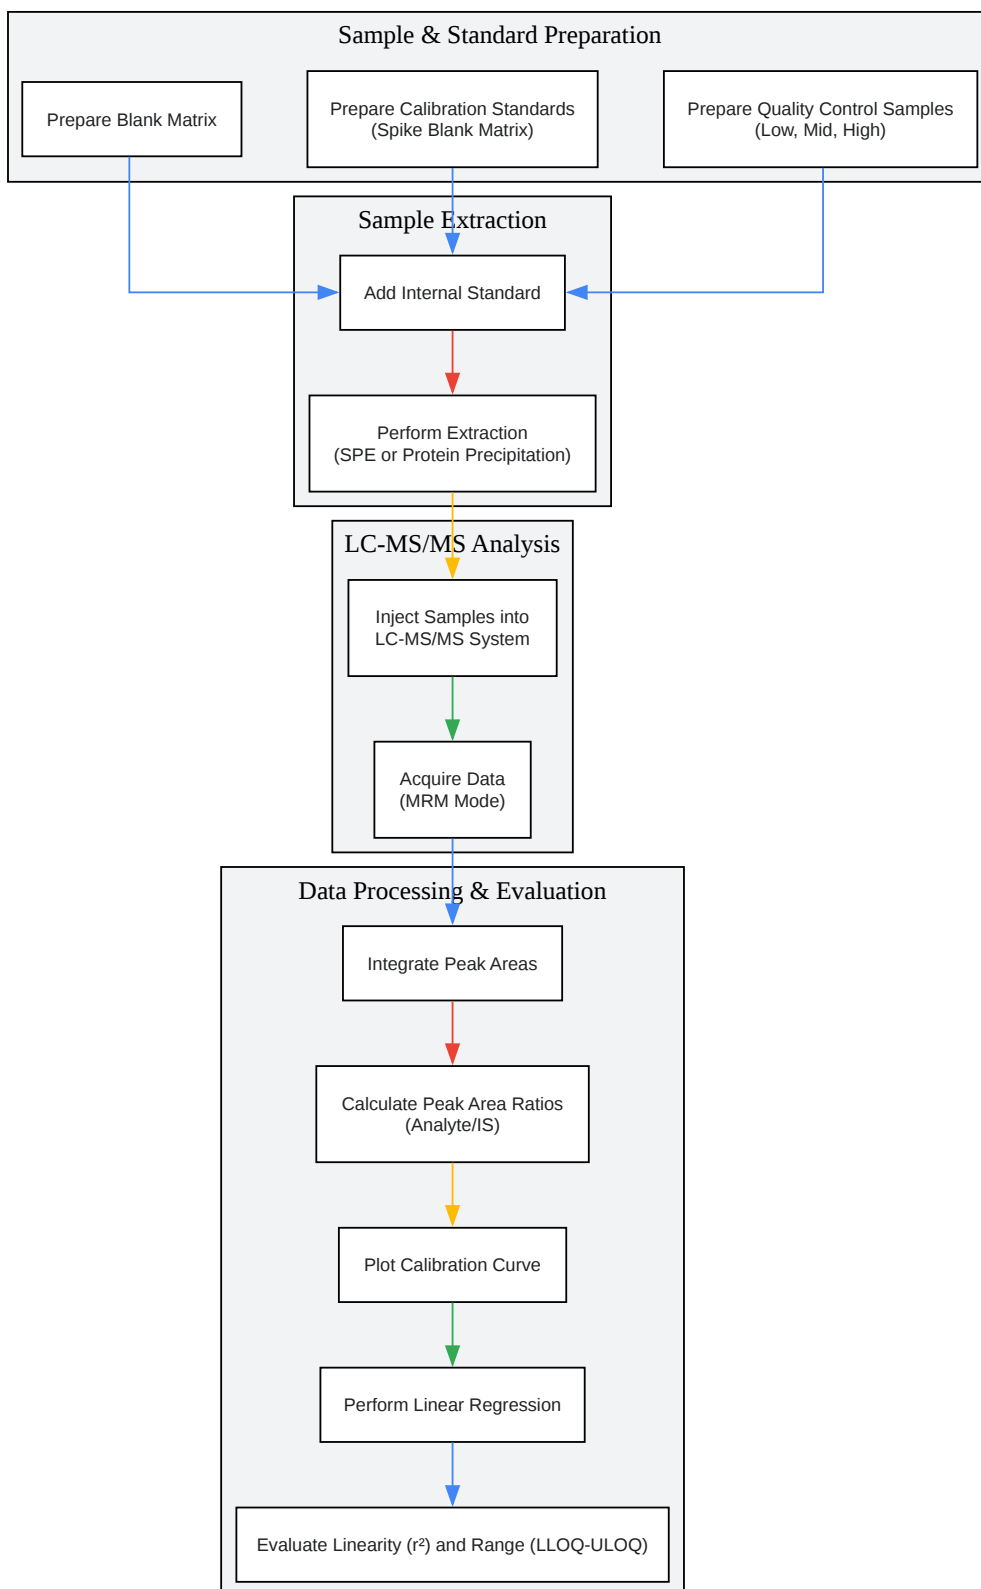 Sample & Standard Preparation
Prepare Blank Matrix
Prepare Calibration Standards
(Spike Blank Matrix)
Prepare Quality Control Samples
(Low, Mid, High)
Sample Extraction
Add Internal Standard
Perform Extraction
(SPE or Protein Precipitation)
LC-MS/MS Analysis
Inject Samples into
LC-MS/MS System
Acquire Data
(MRM Mode)
Data Processing & Evaluation
Integrate Peak Areas
Calculate Peak Area Ratios
(Analyte/IS)
Plot Calibration Curve
Perform Linear Regression
Evaluate Linearity (r²) and Range (LLOQ-ULOQ)